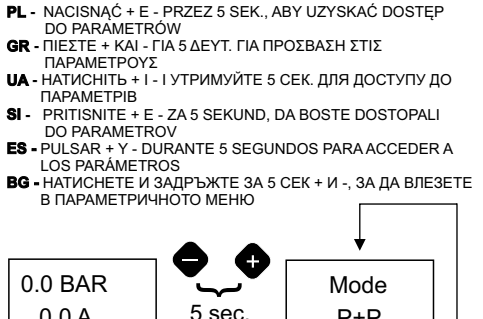 PL - NACISNĄĆ + E - PRZEZ 5 SEK., ABY UZYSKAĆ DOSTĘP
DO PARAMETRÓW
GR - ΠΙΕΣΤΕ + ΚΑΙ - ΓΙΑ 5 ΔΕΥΤ. ΓΙΑ ΠΡΟΣΒΑΣΗ ΣΤΙΣ
ΠΑΡΑΜΕΤΡΟΥΣ
UA - НАТИСНІТЬ + І - І УТРИМУЙТЕ 5 СЕК. ДЛЯ ДОСТУПУ ДО
ПАРАМЕТРІВ
SI - PRITISNITE + E - ZA 5 SEKUND, DA BOSTE DOSTOPALI
DO PARAMETROV
ES - PULSAR + Y - DURANTE 5 SEGUNDOS PARA ACCEDER A
LOS PARÁMETROS
BG - НАТИСНЕТЕ И ЗАДРЪЖТЕ ЗА 5 СЕК + И -, ЗА ДА ВЛЕЗЕТЕ
В ПАРАМЕТРИЧНОТО МЕНЮ
- +
0.0 BAR
0.0 A
5 sec.
Mode
P+P